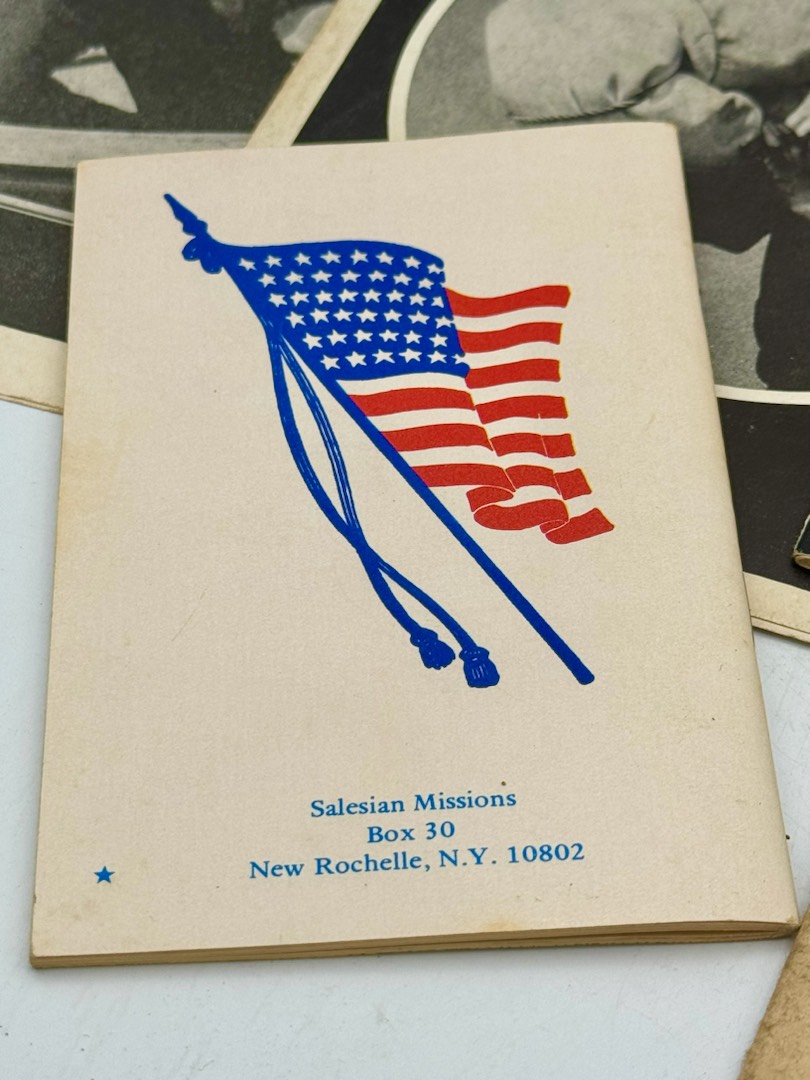 Salesian Missions
Box 30
New Rochelle, N.Y. 10802